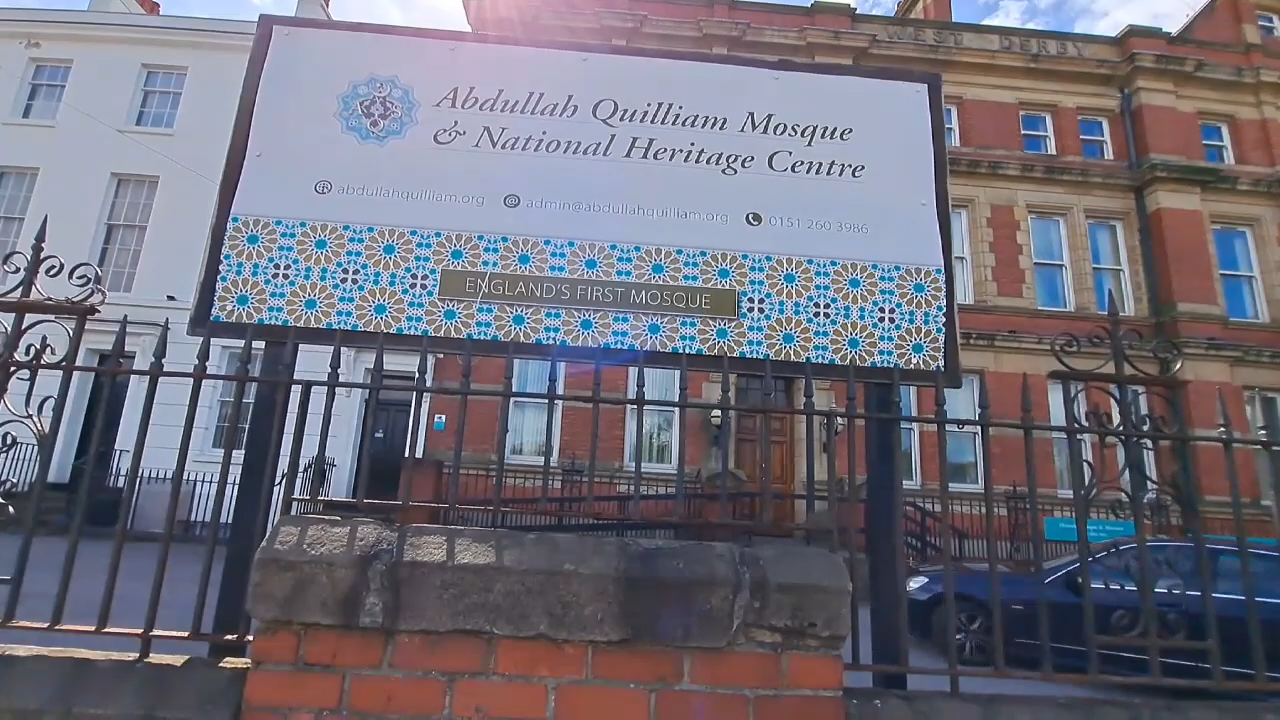 WEST DERBY
Abdullah Quilliam Mosque
& National Heritage Centre
abdullahquilliam.org @ admin@abdullahquilliam.org 0151 260 3986
ENGLAND'S FIRST MOSQUE